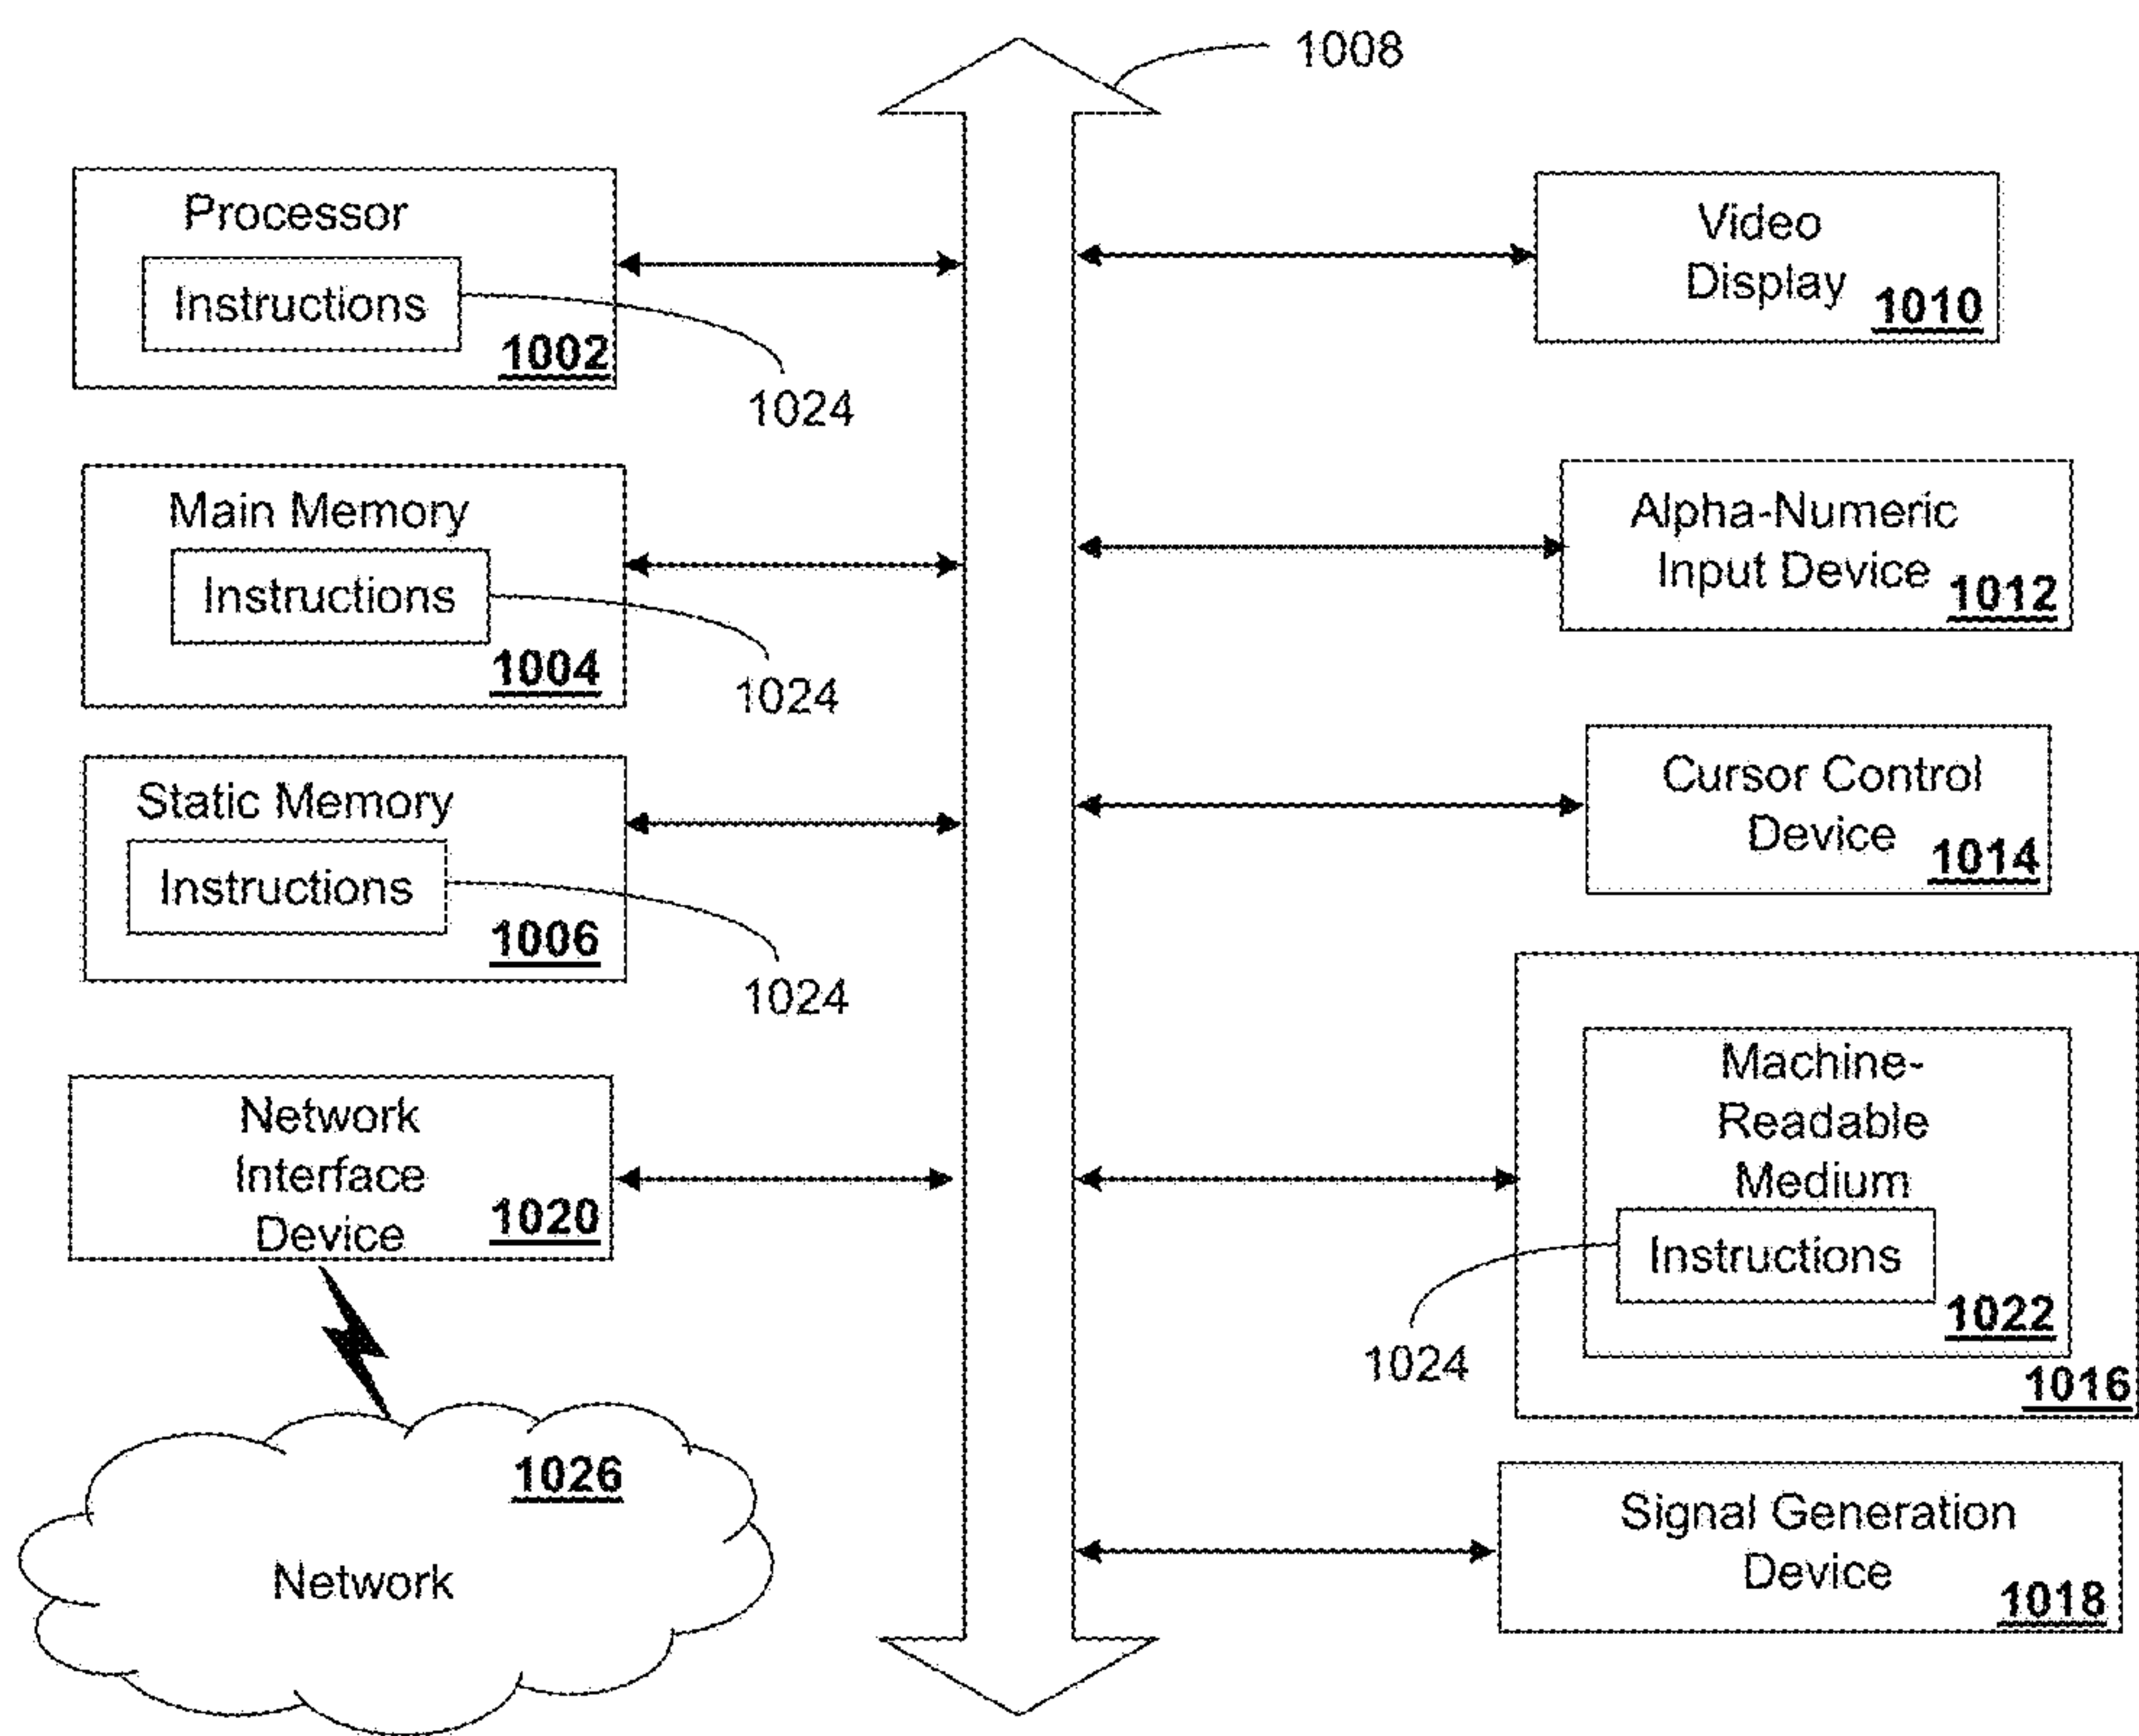 1008
Processor
Instructions
1002
1024
Main Memory
Instructions
1004
1024
Static Memory
Instructions
1006
1024
Network
Interface
Device
1020
1026
Network
Video
Display
1010
Alpha-Numeric
Input Device
1012
Cursor Control
Device
1014
Machine-
Readable
Medium
Instructions
1022
1024
1016
Signal Generation
Device
1018